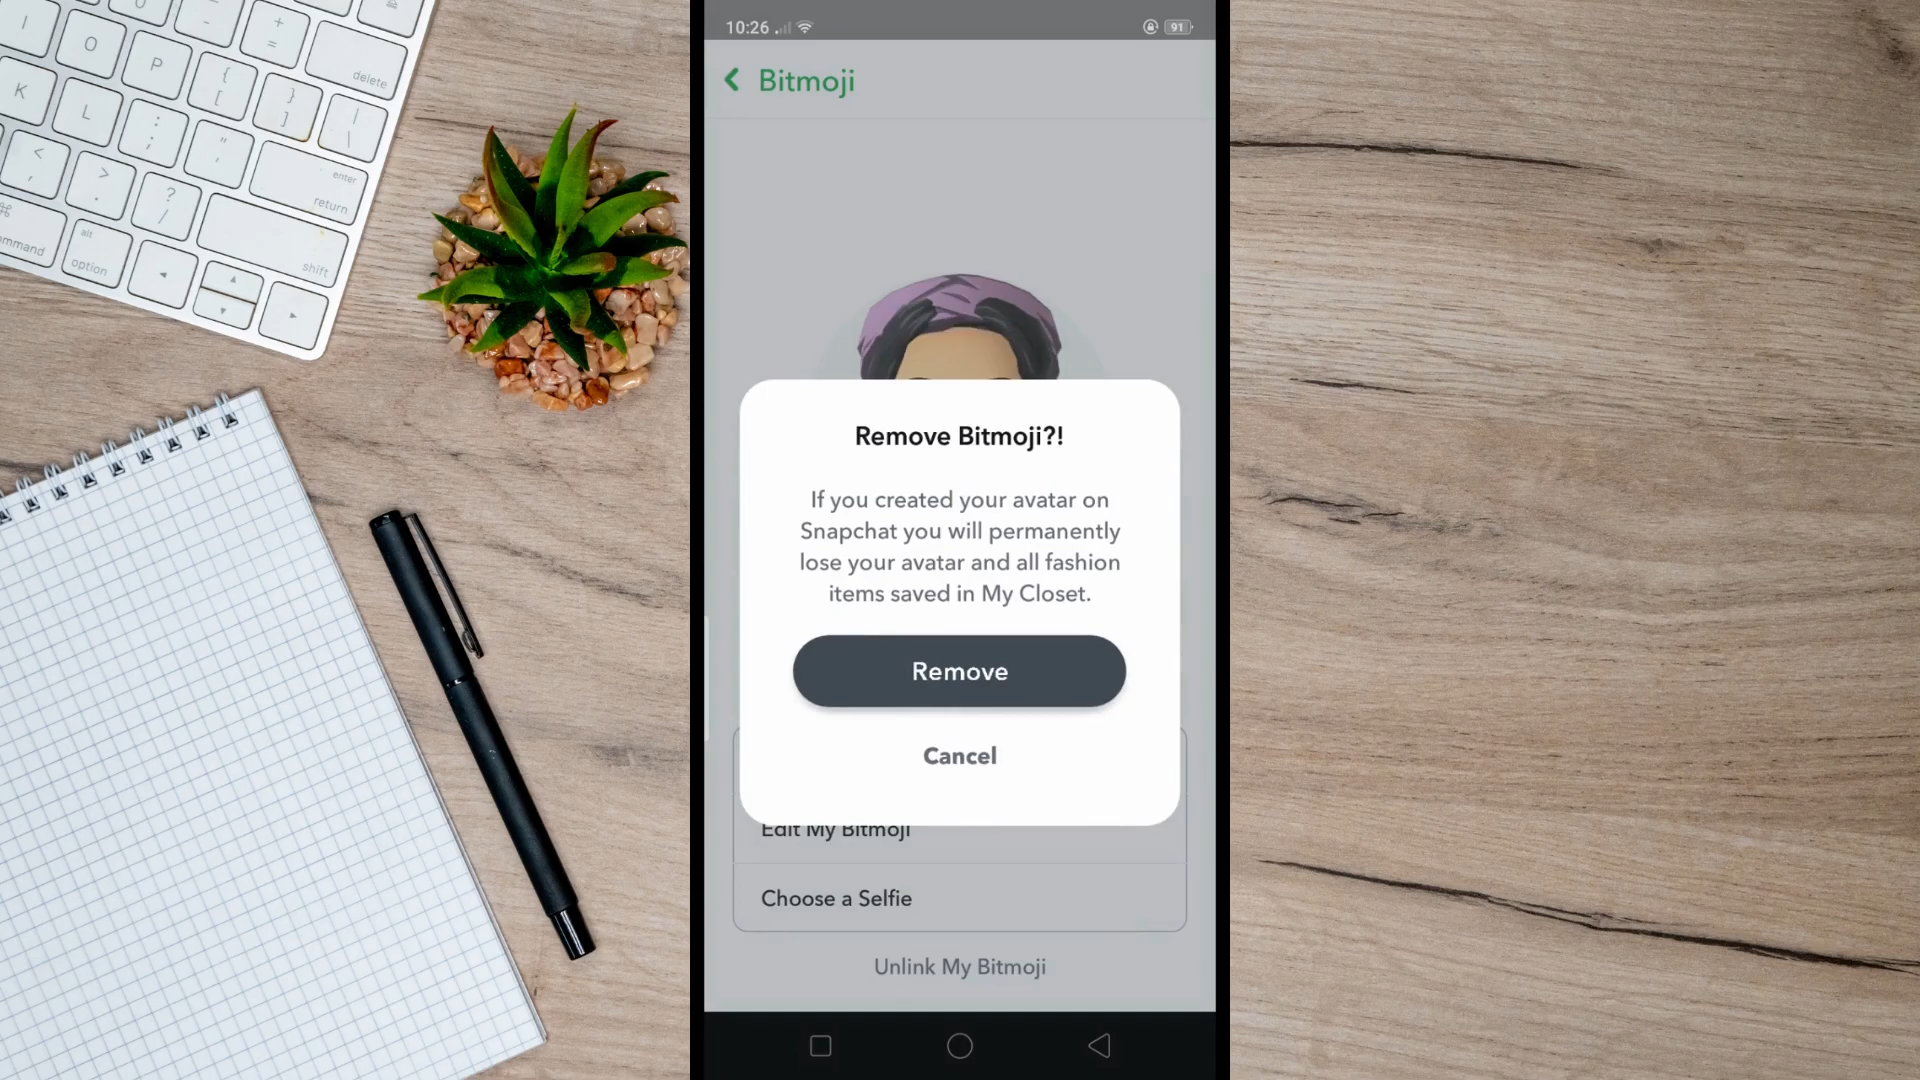 10:26
91
Bitmoji
Remove Bitmoji?!
If you created your avatar on
Snapchat you will permanently
lose your avatar and all fashion
items saved in My Closet.
Remove
Cancel
Edit My Bitmoji
Choose a Selfie
Unlink My Bitmoji
I
O
P
{
[
}
]
|
\
-
+
=
delete
K
L
:
;
"
'
enter
return
<
,
>
.
?
/
shift
⌘
ommand
alt
option